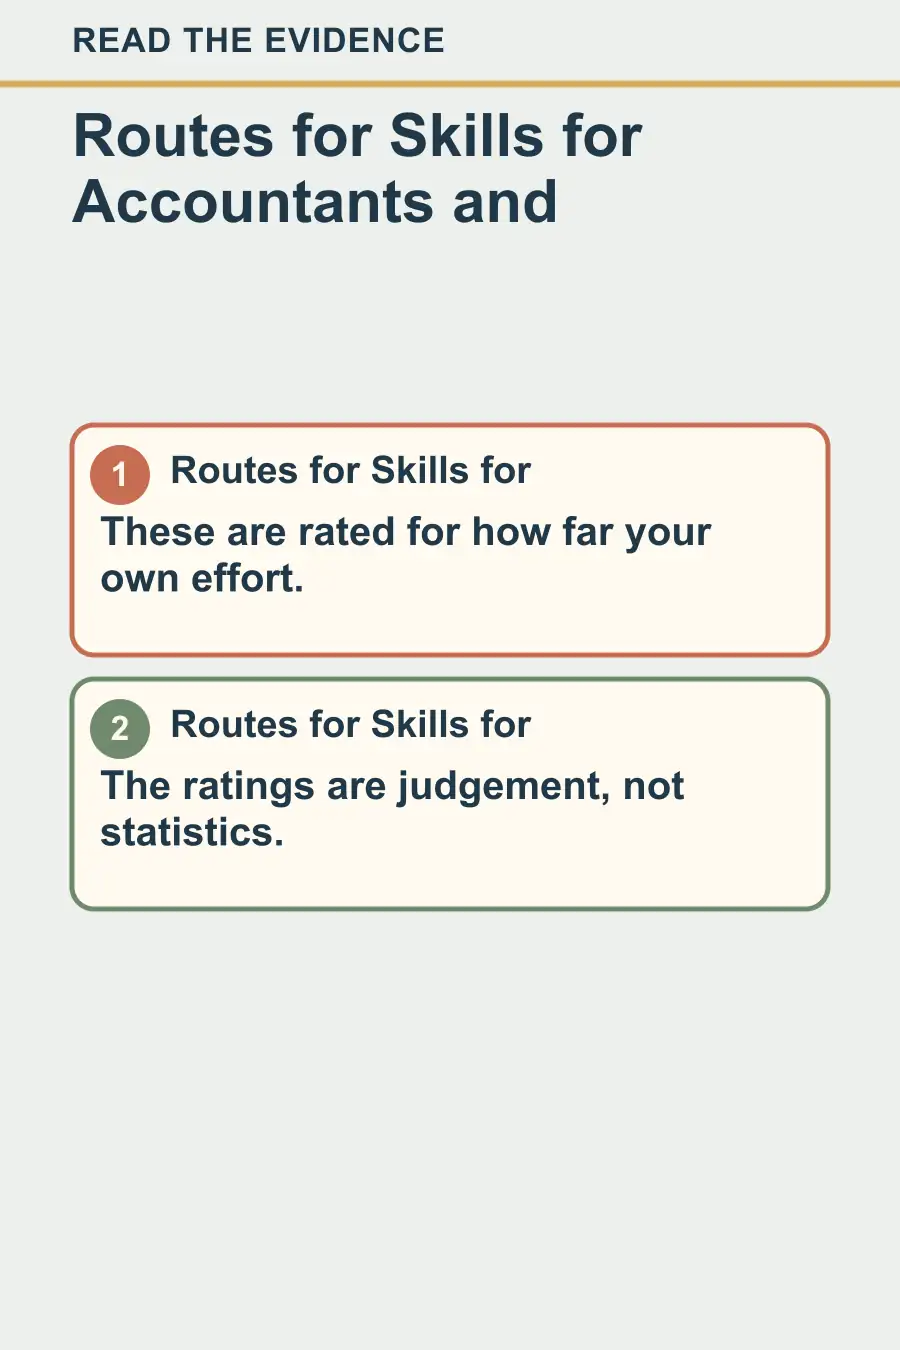 READ THE EVIDENCE
Routes for Skills for
Accountants and
1 Routes for Skills for
These are rated for how far your
own effort.
2 Routes for Skills for
The ratings are judgement, not
statistics.